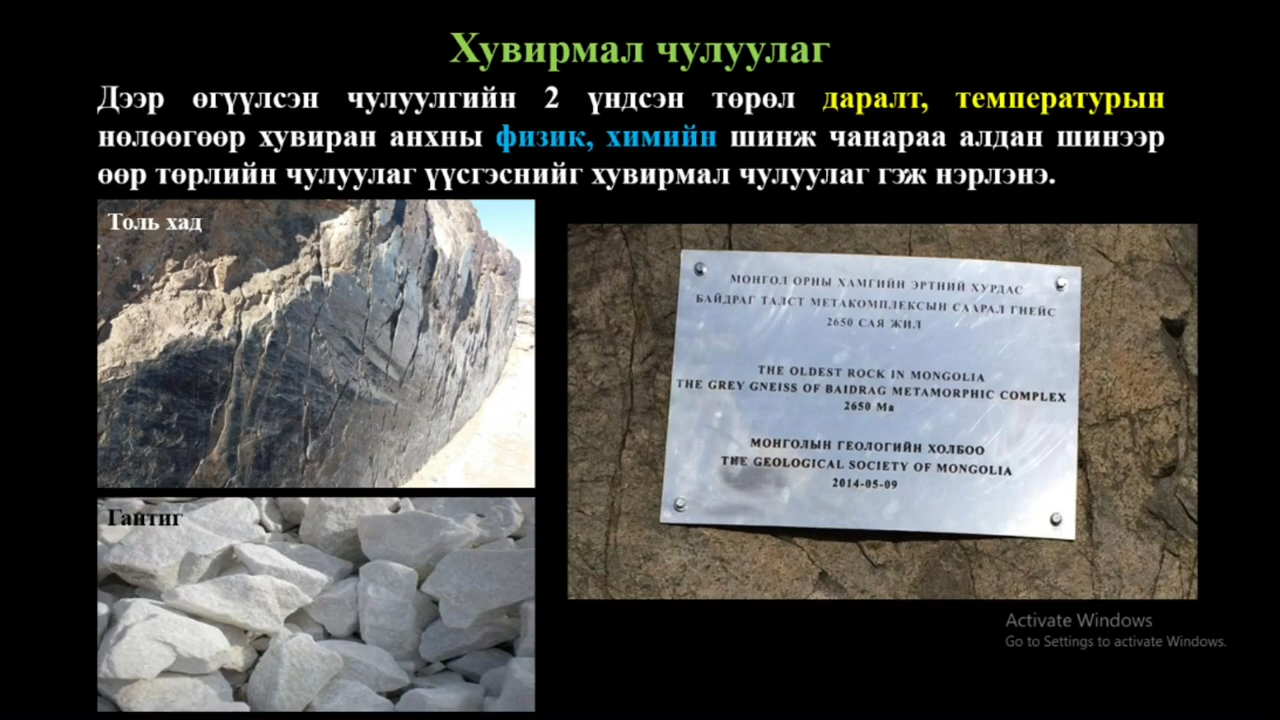 Хувирмал чулуулаг
Дээр өгүүлсэн чулуулгийн 2 үндсэн төрөл даралт, температурын
нөлөөгөөр хувиран анхны физик, химийн шинж чанараа алдан шинээр
өөр төрлийн чулуулаг үүсгэснийг хувирмал чулуулаг гэж нэрлэнэ.
Толь хад
МОНГОЛ ОРНЫ ХАМГИЙН ЭРТНИЙ ХУРДАС
БАЙДРАГ ТАЛСТ МЕТАКОМПЛЕКСЫН СААРАЛ ГНЕЙС
2650 САЯ ЖИЛ
THE OLDEST ROCK IN MONGOLIA
THE GREY GNEISS OF BAIDRAG METAMORPHIC COMPLEX
2650 Ma
МОНГОЛЫН ГЕОЛОГИЙН ХОЛБОО
THE GEOLOGICAL SOCIETY OF MONGOLIA
2014-05-09
Гантиг
Activate Windows
Go to Settings to activate Windows.